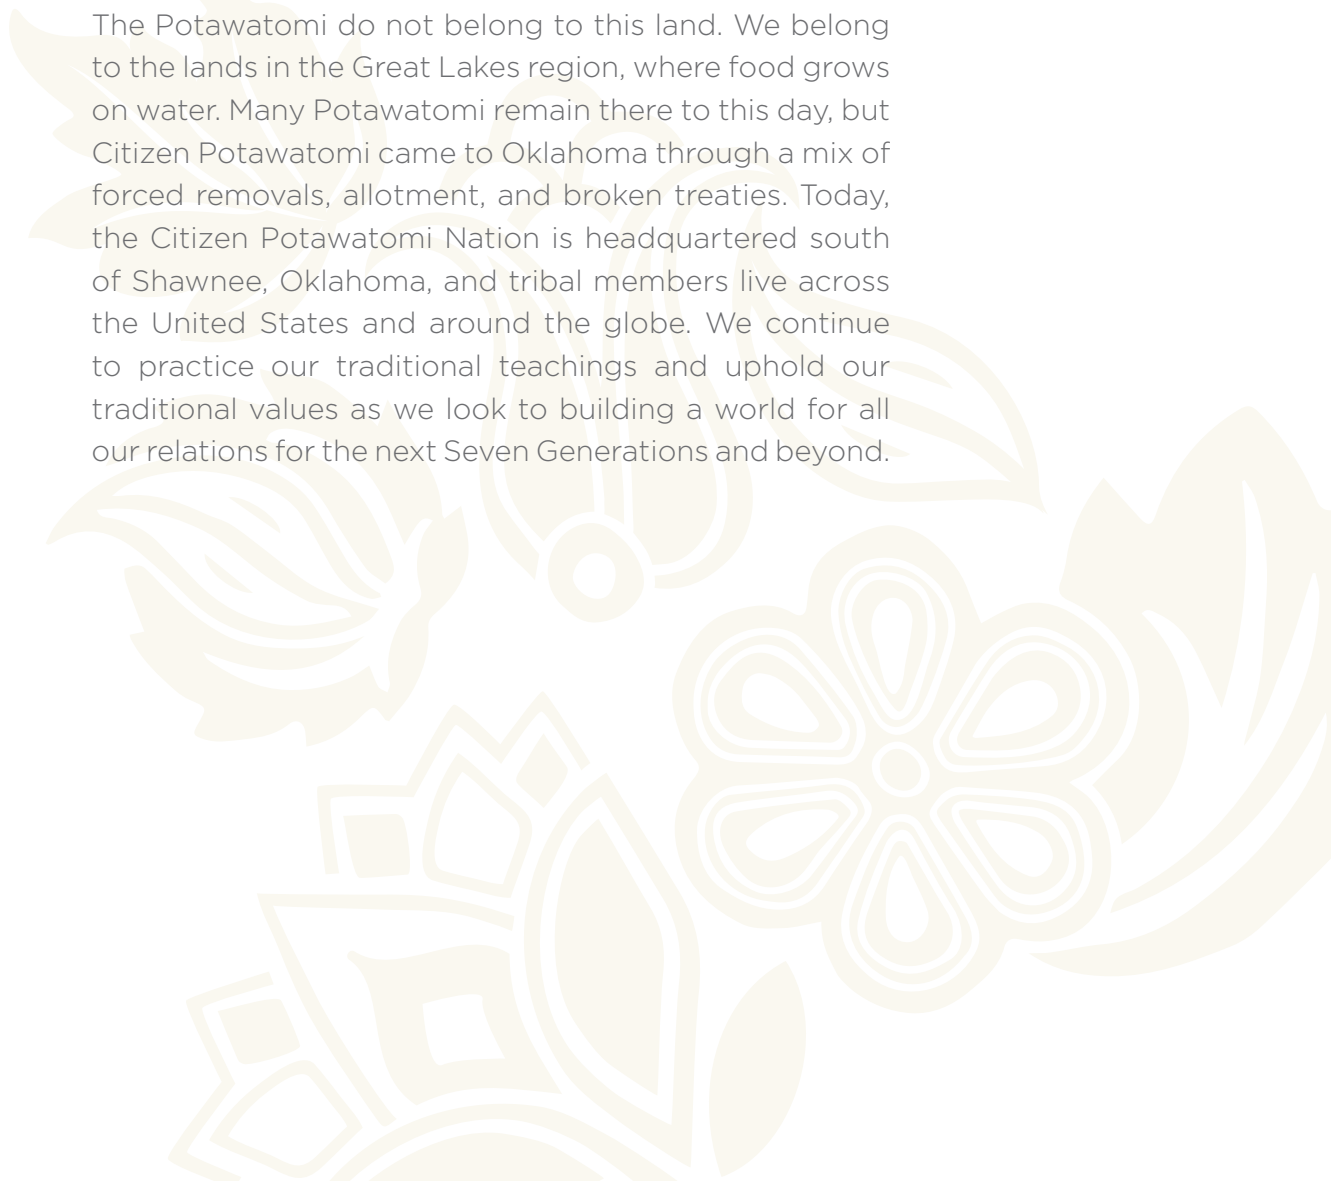 The Potawatomi do not belong to this land. We belong
to the lands in the Great Lakes region, where food grows
on water. Many Potawatomi remain there to this day, but
Citizen Potawatomi came to Oklahoma through a mix of
forced removals, allotment, and broken treaties. Today,
the Citizen Potawatomi Nation is headquartered south
of Shawnee, Oklahoma, and tribal members live across
the United States and around the globe. We continue
to practice our traditional teachings and uphold our
traditional values as we look to building a world for all
our relations for the next Seven Generations and beyond.